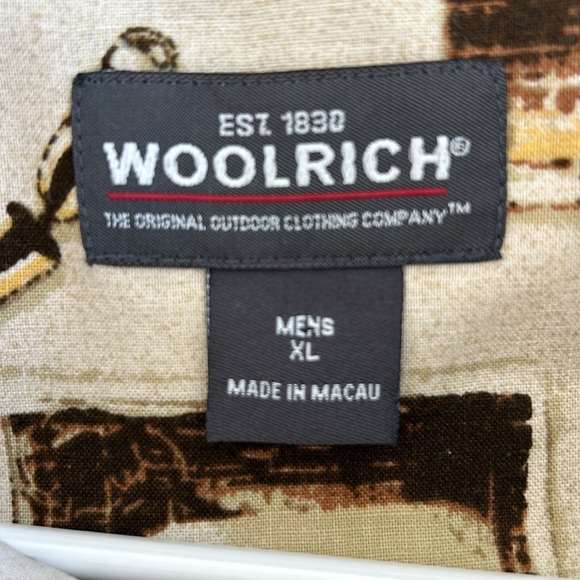 EST. 1830
WOOLRICH®
THE ORIGINAL OUTDOOR CLOTHING COMPANY™
MENS
XL
MADE IN MACAU